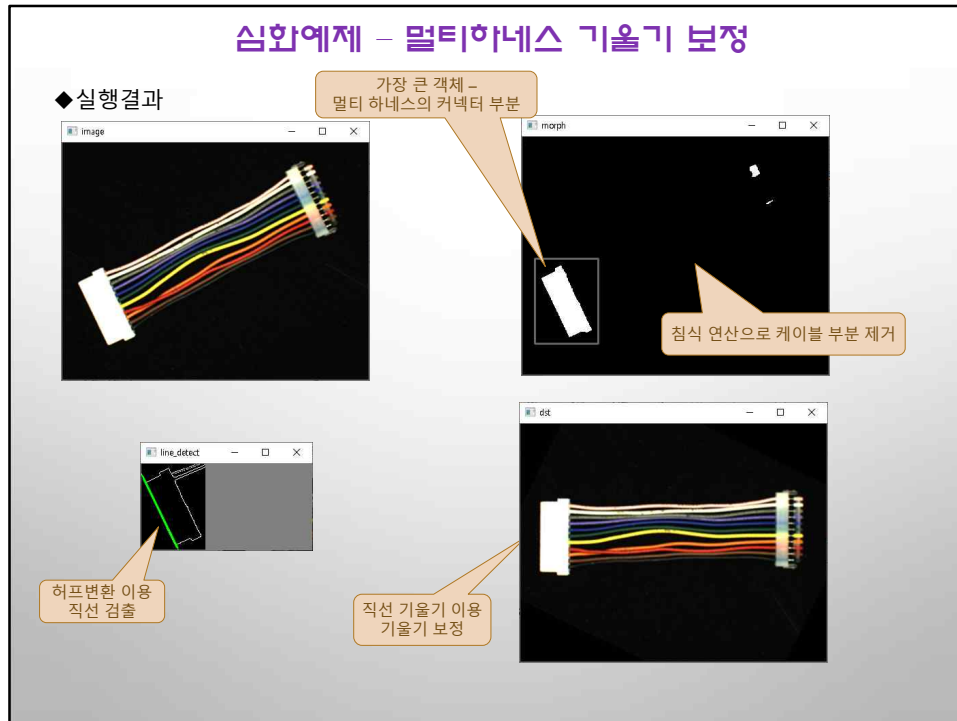 심화예제 – 멀티하네스 기울기 보정
◆실행결과
가장 큰 객체 –
멀티 하네스의 커넥터 부분
image
morph
침식 연산으로 케이블 부분 제거
line_detect
dst
허프변환 이용
직선 검출
직선 기울기 이용
기울기 보정